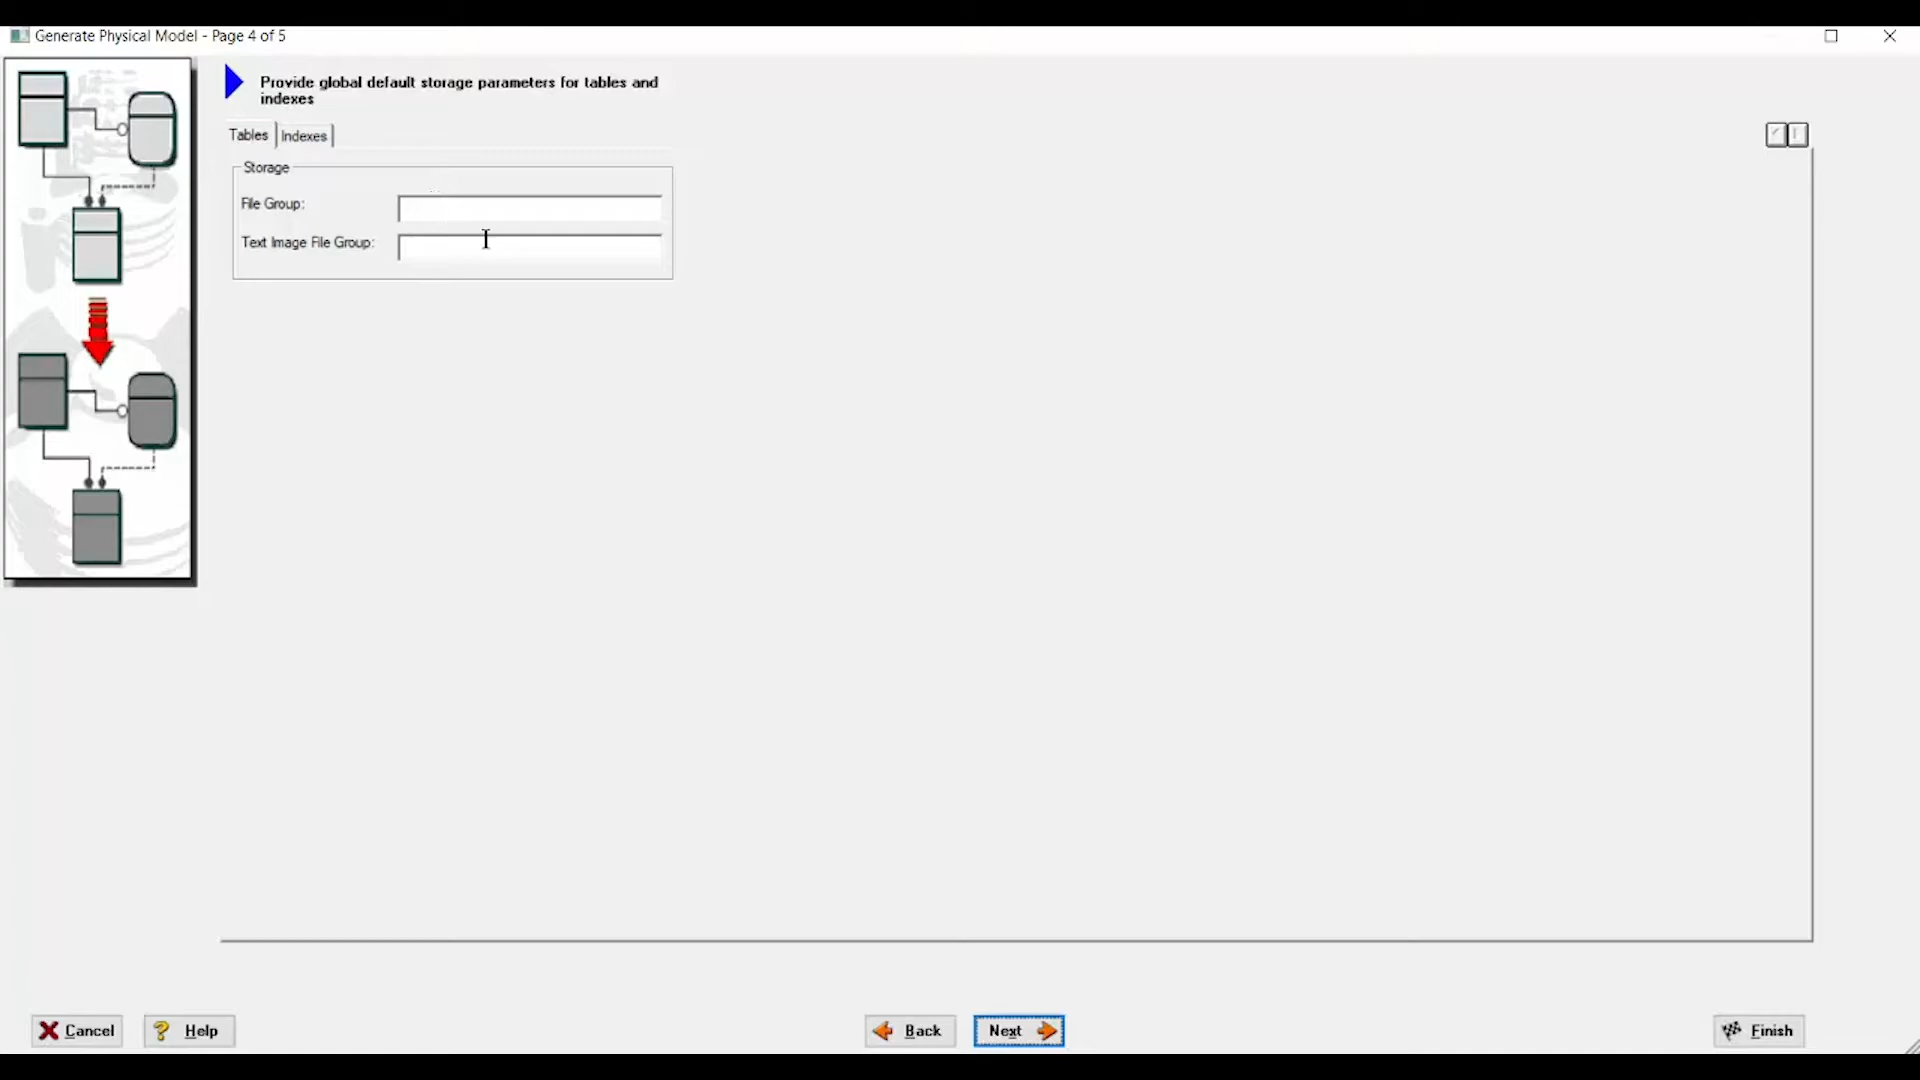 Generate Physical Model - Page 4 of 5
Provide global default storage parameters for tables and
indexes
Tables
Indexes
Storage
File Group:
Text Image File Group:
Cancel
Help
Back
Next
Finish